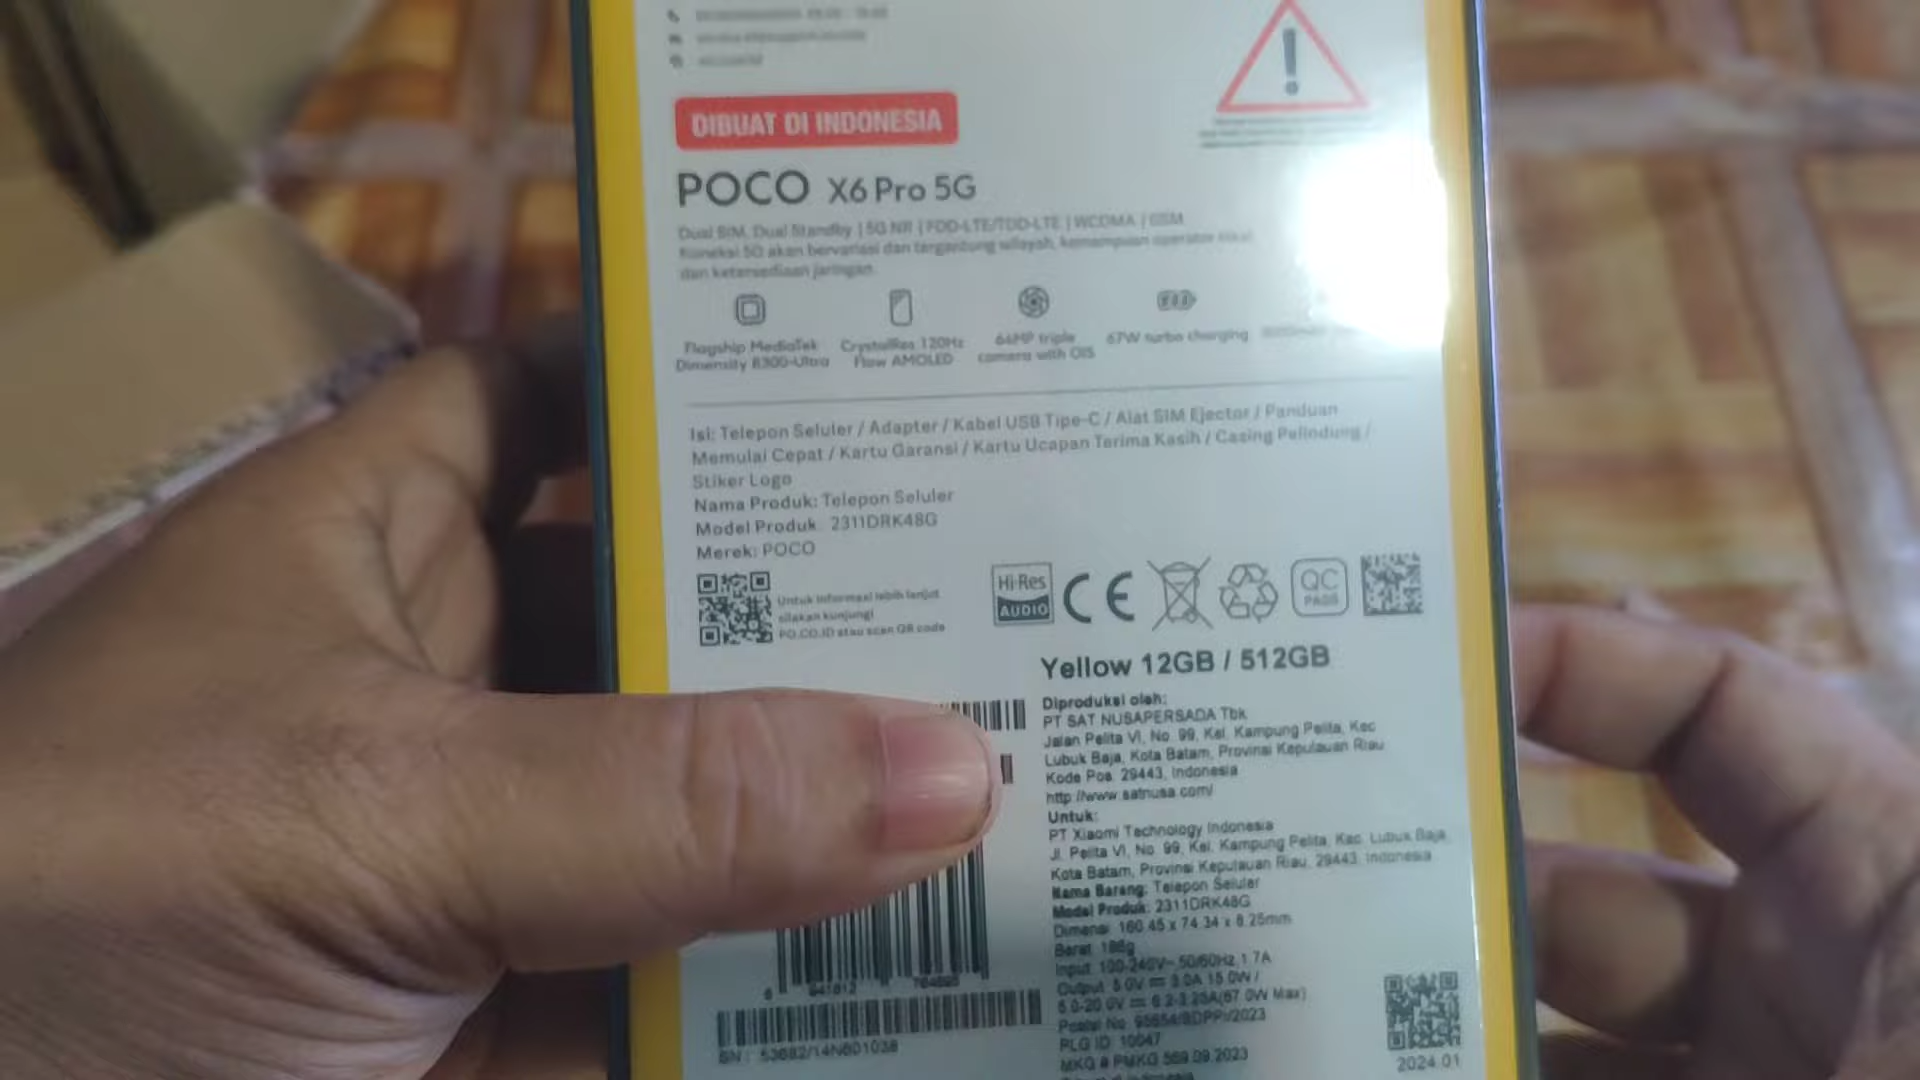 DIBUAT DI INDONESIA
POCO X6 Pro 5G
Dual SIM, Dual Standby | 5G NR | FDD-LTE/TDD-LTE | WCDMA | GSM
Koneksi 5G akan bervariasi dan tergantung wilayah, kemampuan operator lokal
dan ketersediaan jaringan.
Flagship MediaTek
Dimensity 8300-Ultra
CrystalRes 120Hz
Flow AMOLED
64MP triple
camera with OIS
67W turbo charging
Isi: Telepon Seluler / Adapter / Kabel USB Tipe-C / Alat SIM Ejector / Panduan
Memulai Cepat / Kartu Garansi / Kartu Ucapan Terima Kasih / Casing Pelindung /
Stiker Logo
Nama Produk: Telepon Seluler
Model Produk: 2311DRK48G
Merek: POCO
Untuk informasi lebih lanjut
silakan kunjungi
PO.CO.ID atau scan QR code
Hi-Res
AUDIO
CE
QC
PASS
Yellow 12GB / 512GB
Diproduksi oleh:
PT SAT NUSAPERSADA Tbk
Jalan Pelita VI, No. 99, Kel. Kampung Pelita, Kec
Lubuk Baja, Kota Batam, Provinsi Kepulauan Riau
Kode Pos. 29443, Indonesia
http://www.satnusa.com/
Untuk:
PT Xiaomi Technology Indonesia
Jl. Pelita VI, No. 99, Kel. Kampung Pelita, Kec. Lubuk Baja,
Kota Batam, Provinsi Kepulauan Riau, 29443, Indonesia
Nama Barang: Telepon Seluler
Model Produk: 2311DRK48G
Dimensi: 160.45 x 74.34 x 8.25mm
Berat: 186g
Input: 100-240V~ 50/60Hz 1.7A
Output: 5.0V⎓3.0A 15.0W /
5.0-20.0V⎓6.2-3.25A(67.0W Max)
Postel No. 95654/SDPPI/2023
PLG ID: 10047
MKG & PMKG 569.09.2023
SN: 53682/14N801038
2024.01